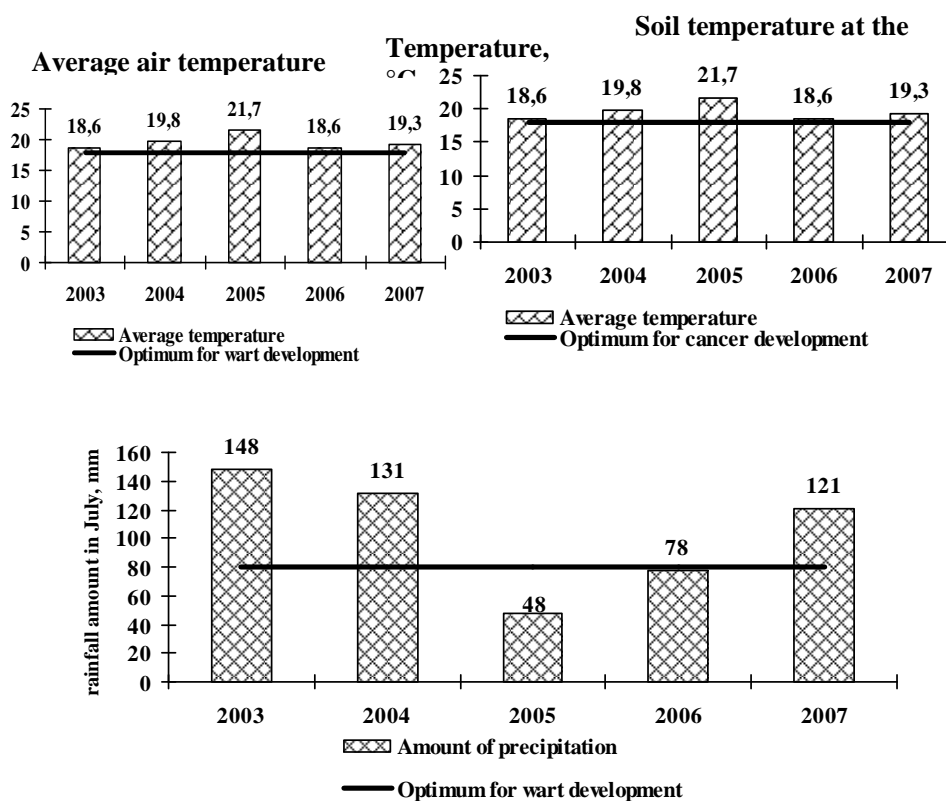 Average air temperature
25
20
15
10
5
0
18,6
19,8
21,7
18,6
19,3
2003 2004 2005 2006 2007
Average temperature
Optimum for wart development
Temperature,
°C
Soil temperature at the
25
20
15
10
5
0
18,6
19,8
21,7
18,6
19,3
2003 2004 2005 2006 2007
Average temperature
Optimum for cancer development
rainfall amount in July, mm
160
140
120
100
80
60
40
20
0
148
131
48
78
121
2003 2004 2005 2006 2007
Amount of precipitation
Optimum for wart development